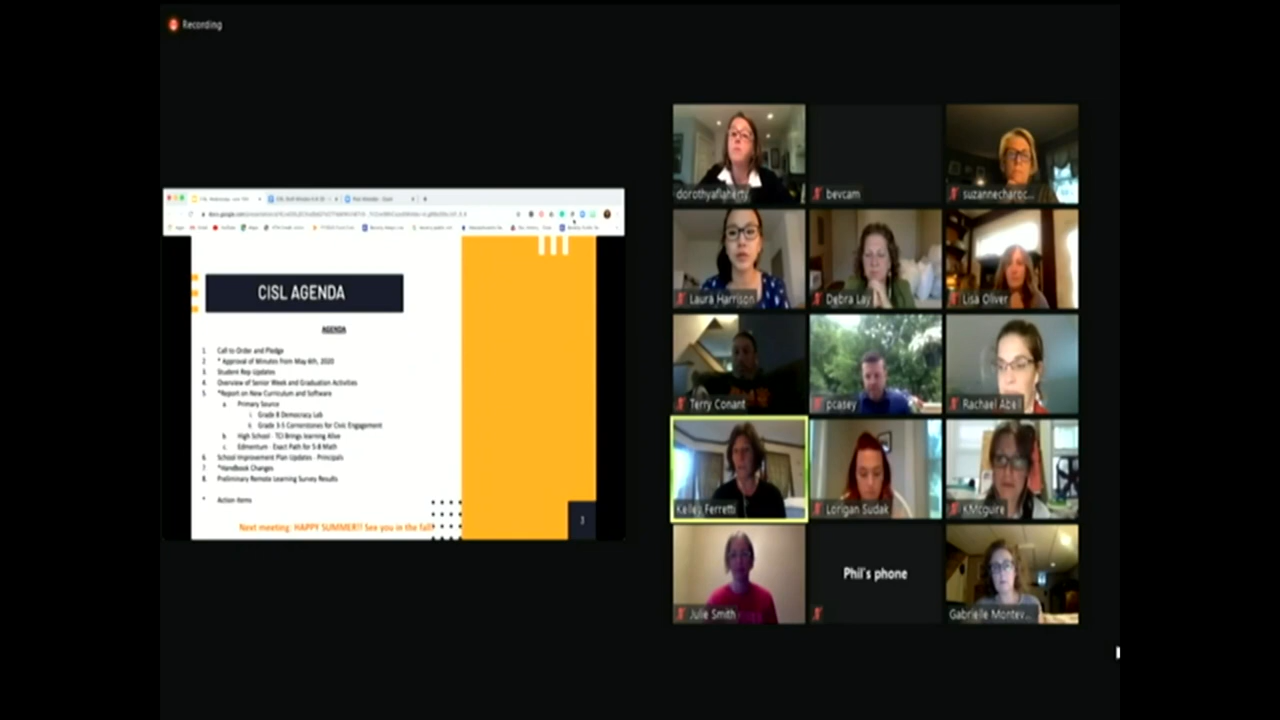 Recording
CISL AGENDA
AGENDA
1. Call to Order and Pledge
2 * Approval of Minutes from May 6th, 2020
3. Student Rep Updates
4. Overview of Senior Week and Graduation Activities
5 *Report on New Curriculum and Software
a. Primary Source
i. Grade 8 Democracy Lab
ii. Grade 3-5 Cornerstones for Civic Engagement
b High School - TCI Brings learning Alive
c. Edmentum - Exact Path for 5-8 Math
6. School Improvement Plan Updates - Principals
7. *Handbook Changes
8. Preliminary Remote Learning Survey Results
* Action items
Next meeting: HAPPY SUMMER!! See you in the fall!
3
dorothyaflaherty
bevcam
suzannecharoc...
Laura Harrison
Debra Lay
Lisa Oliver
Terry Conant
pcasey
Rachael Abell
Kelley Ferretti
Lorigan Sudak
KMcguire
Julie Smith
Phil's phone
Gabrielle Montev...